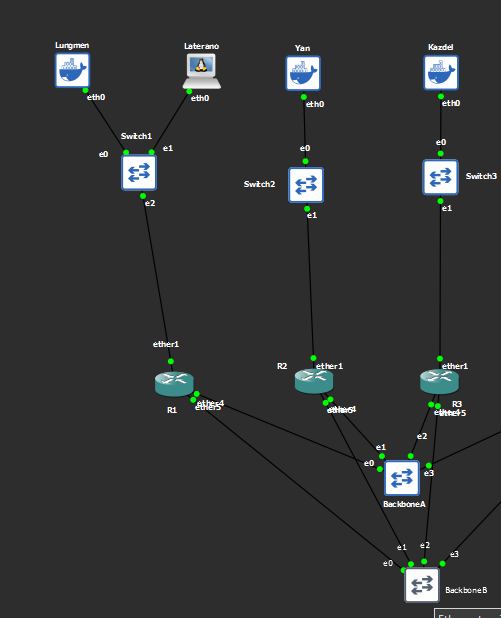 Lungmen
Laterano
Yan
Kazdel
eth0
eth0
eth0
eth0
Switch1
e0
e1
e0
e0
Switch2
Switch3
e2
e1
e1
ether1
R2
ether1
ether1
R1
ether4
ether5
R3
e1
e2
e0
e3
BackboneA
e1
e2
e3
e0
BackboneB